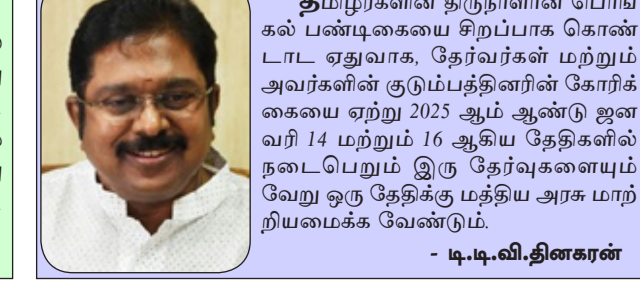 தமிழர்களின் திருநாளான பொங்
கல் பண்டிகையை சிறப்பாக கொண்
டாட ஏதுவாக, தேர்வர்கள் மற்றும்
அவர்களின் குடும்பத்தினரின் கோரிக்
கையை ஏற்று 2025 ஆம் ஆண்டு ஜன
வரி 14 மற்றும் 16 ஆகிய தேதிகளில்
நடைபெறும் இரு தேர்வுகளையும்
வேறு ஒரு தேதிக்கு மத்திய அரசு மாற்
றியமைக்க வேண்டும்.
- டி.டி.வி.தினகரன்